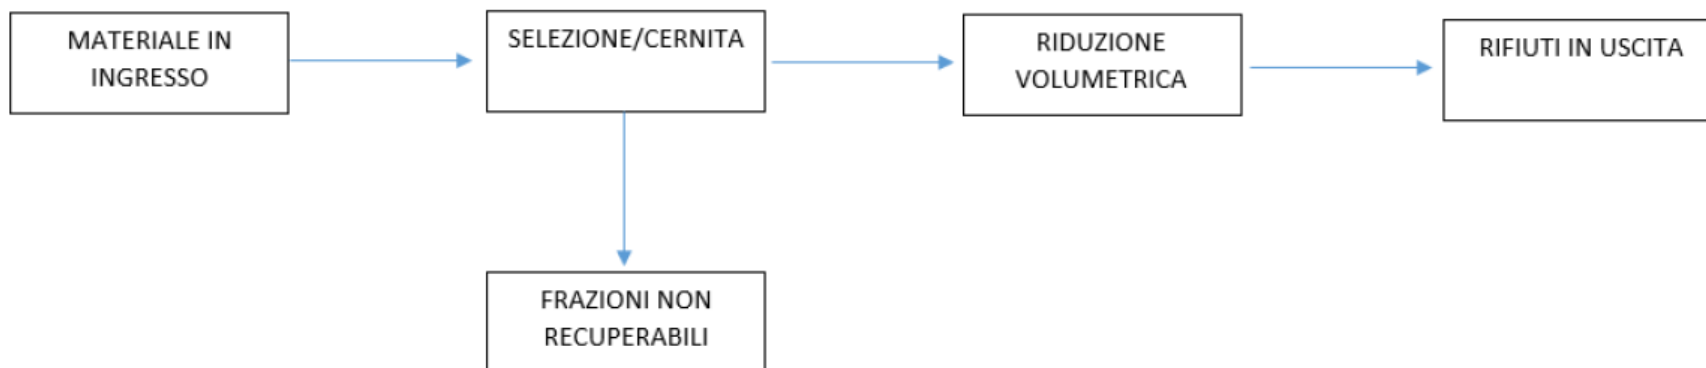 MATERIALE IN
INGRESSO
SELEZIONE/CERNITA
RIDUZIONE
VOLUMETRICA
RIFIUTI IN USCITA
FRAZIONI NON
RECUPERABILI